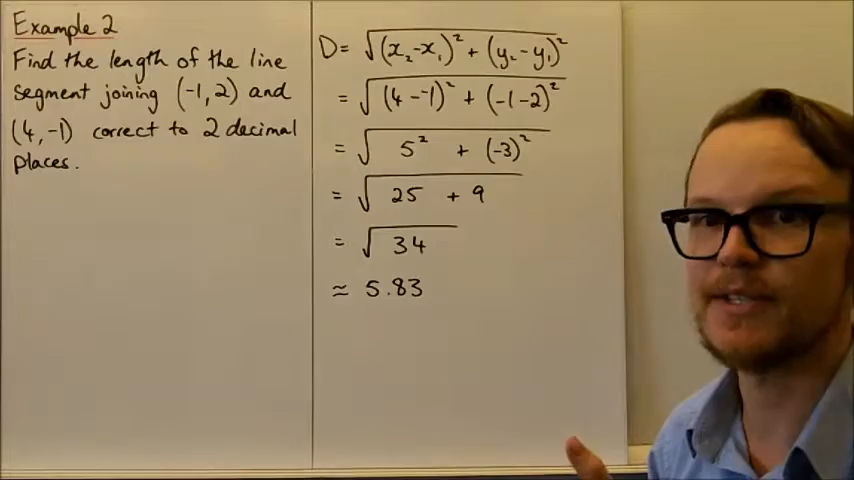 Example 2
Find the length of the line
segment joining (-1,2) and
(4,-1) correct to 2 decimal
places.
D= √(x₂-x₁)² + (y₂-y₁)²
= √(4--1)² + (-1-2)²
= √5² + (-3)²
= √25 + 9
= √34
≈ 5.83